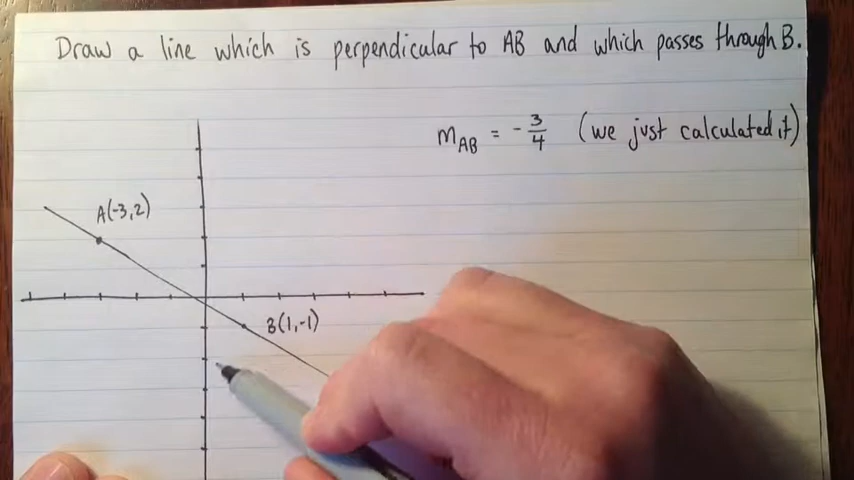 Draw a line which is perpendicular to AB and which passes through B.
m_AB = -3/4 (we just calculated it)
A(-3,2)
B(1,-1)